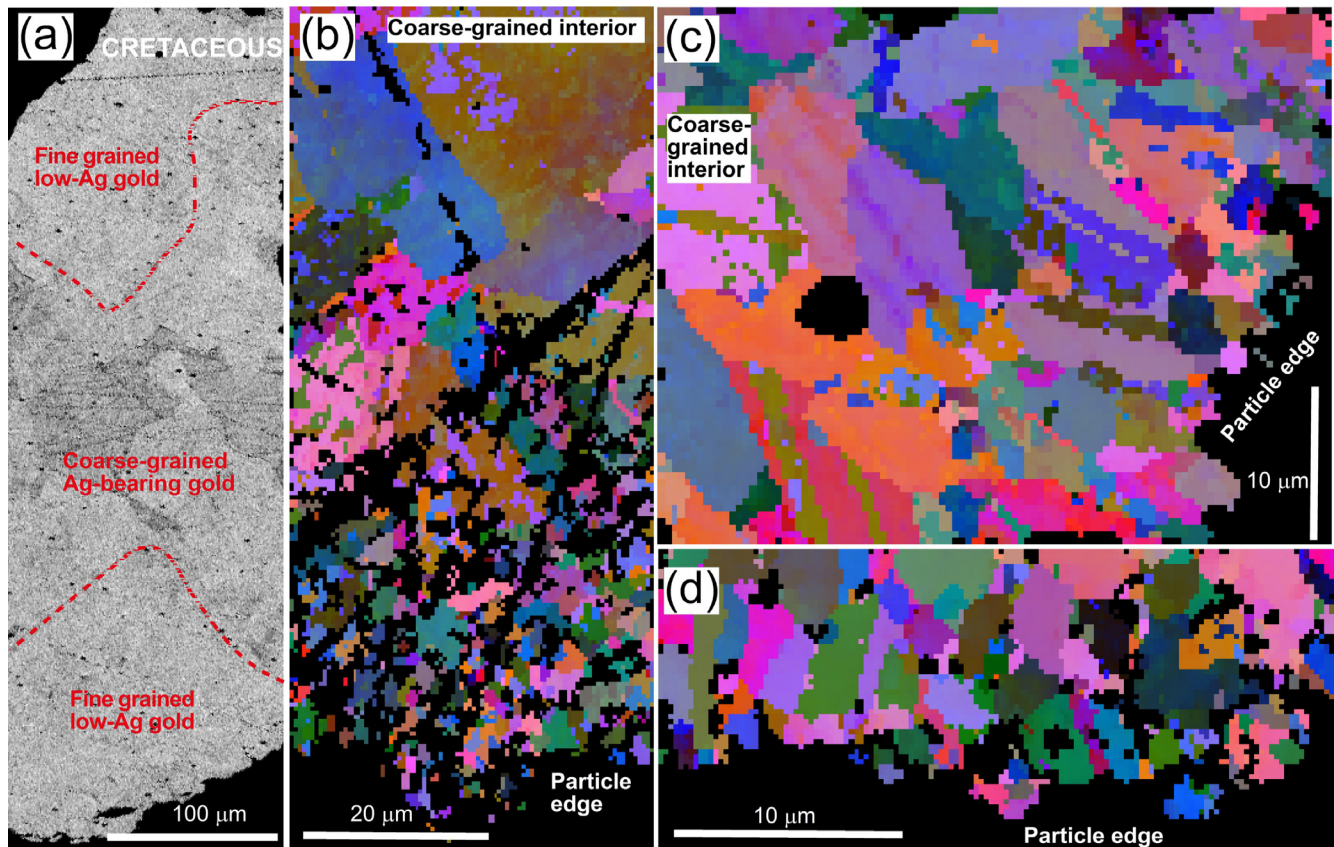 (a)
CRETACEOUS
Fine grained
low-Ag gold
Coarse-grained
Ag-bearing gold
Fine grained
low-Ag gold
100 μm
(b)
Coarse-grained interior
Particle
edge
20 μm
(c)
Coarse-
grained
interior
Particle edge
10 μm
(d)
10 μm
Particle edge